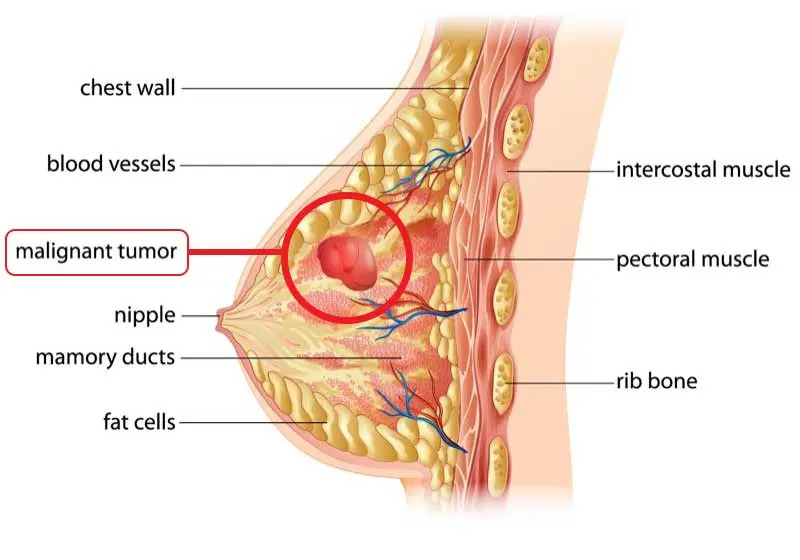 chest wall
blood vessels
malignant tumor
nipple
mamory ducts
fat cells
intercostal muscle
pectoral muscle
rib bone